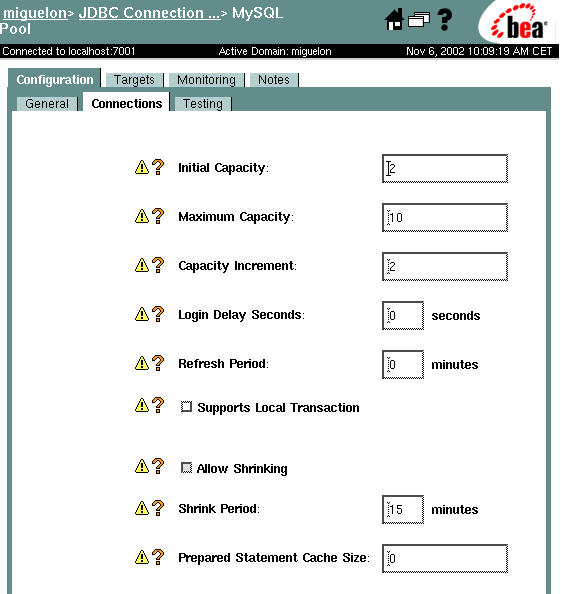 miguelon> JDBC Connection ...> MySQL
Pool
?
bea
Connected to localhost:7001 Active Domain: miguelon Nov 6, 2002 10:09:19 AM CET
Configuration Targets Monitoring Notes
General Connections Testing
? Initial Capacity: 2
? Maximum Capacity: 10
? Capacity Increment: 2
? Login Delay Seconds: 0 seconds
? Refresh Period: 0 minutes
? Supports Local Transaction
? Allow Shrinking
? Shrink Period: 15 minutes
? Prepared Statement Cache Size: 0